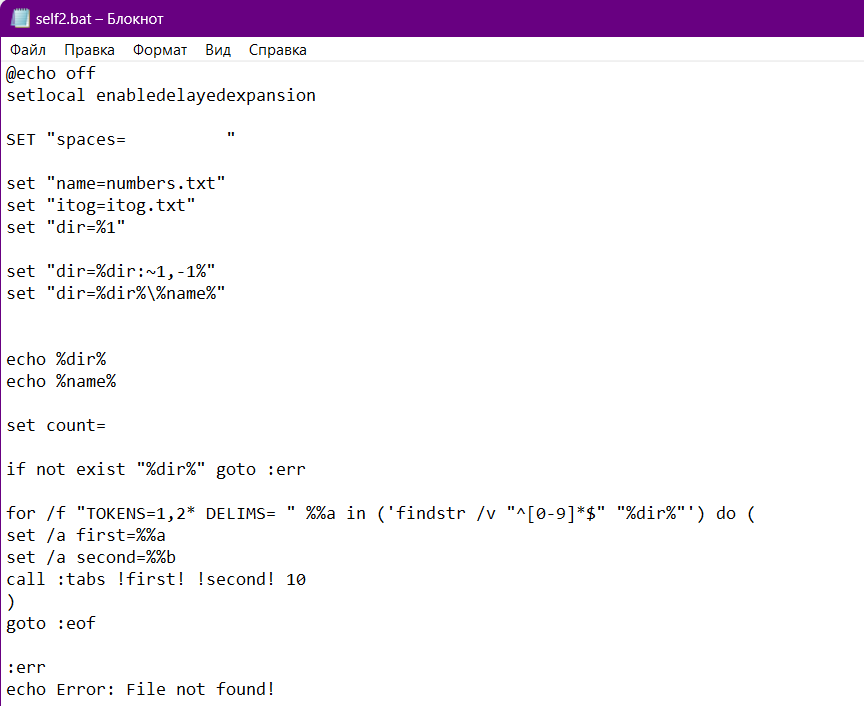 self2.bat – Блокнот
Файл Правка Формат Вид Справка
@echo off
setlocal enabledelayedexpansion
SET "spaces=          "
set "name=numbers.txt"
set "itog=itog.txt"
set "dir=%1"
set "dir=%dir:~1,-1%"
set "dir=%dir%\%name%"
echo %dir%
echo %name%
set count=
if not exist "%dir%" goto :err
for /f "TOKENS=1,2* DELIMS= " %%a in ('findstr /v "^[0-9]*$" "%dir%"') do (
set /a first=%%a
set /a second=%%b
call :tabs !first! !second! 10
)
goto :eof
:err
echo Error: File not found!